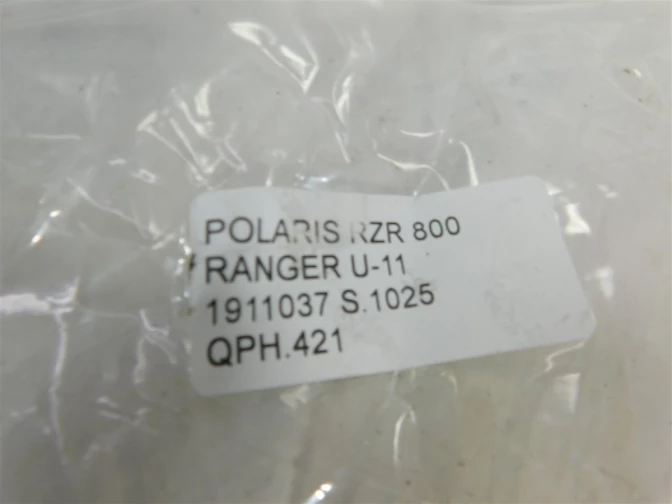 POLARIS RZR 800
RANGER U-11
1911037 S.1025
QPH.421